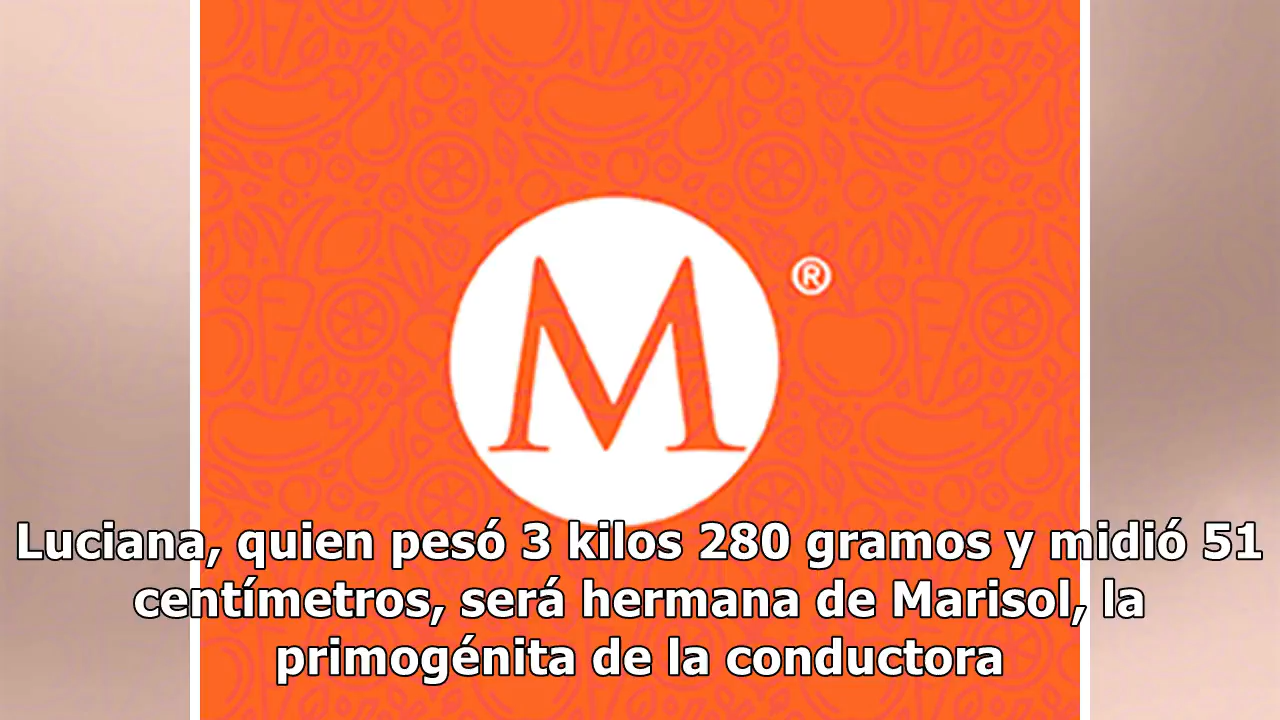 M
®
Luciana, quien pesó 3 kilos 280 gramos y midió 51
centímetros, será hermana de Marisol, la
primogénita de la conductora